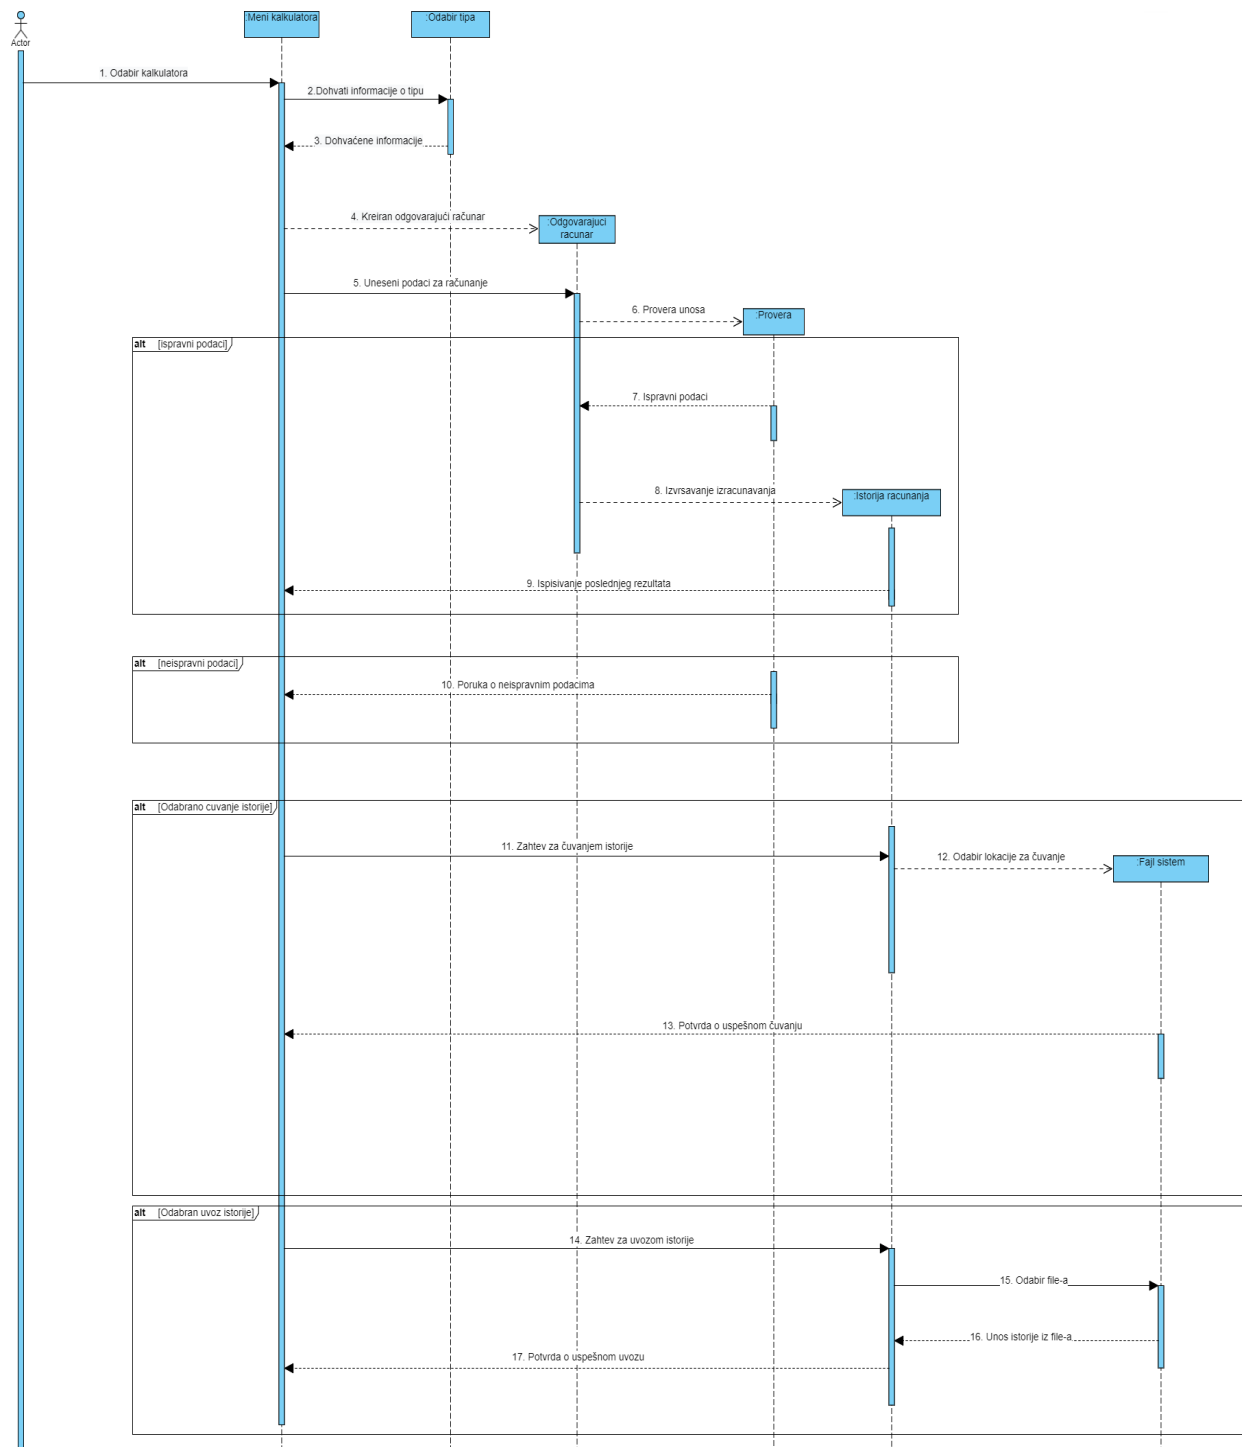 :Meni kalkulatora
:Odabir tipa
Actor
1. Odabir kalkulatora
2.Dohvati informacije o tipu
3. Dohvaćene informacije
4. Kreiran odgovarajući računar
:Odgovarajuci
racunar
5. Uneseni podaci za računanje
6. Provera unosa
:Provera
alt [ispravni podaci]
7. Ispravni podaci
8. Izvrsavanje izracunavanja
:Istorija racunanja
9. Ispisivanje poslednjeg rezultata
alt [neispravni podaci]
10. Poruka o neispravnim podacima
alt [Odabrano cuvanje istorije]
11. Zahtev za čuvanjem istorije
12. Odabir lokacije za čuvanje
:Fajl sistem
13. Potvrda o uspešnom čuvanju
alt [Odabran uvoz istorije]
14. Zahtev za uvozom istorije
15. Odabir file-a
16. Unos istorije iz file-a
17. Potvrda o uspešnom uvozu